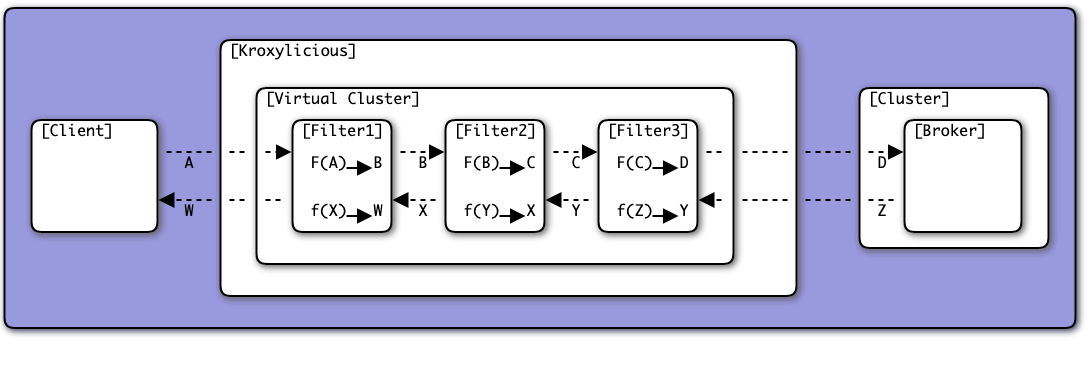 [Kroxylicious]
[Virtual Cluster]
[Cluster]
[Client]
[Filter1]
[Filter2]
[Filter3]
[Broker]
A
F(A) B
B
F(B) C
C
F(C) D
D
W
f(X) W
X
f(Y) X
Y
f(Z) Y
Z